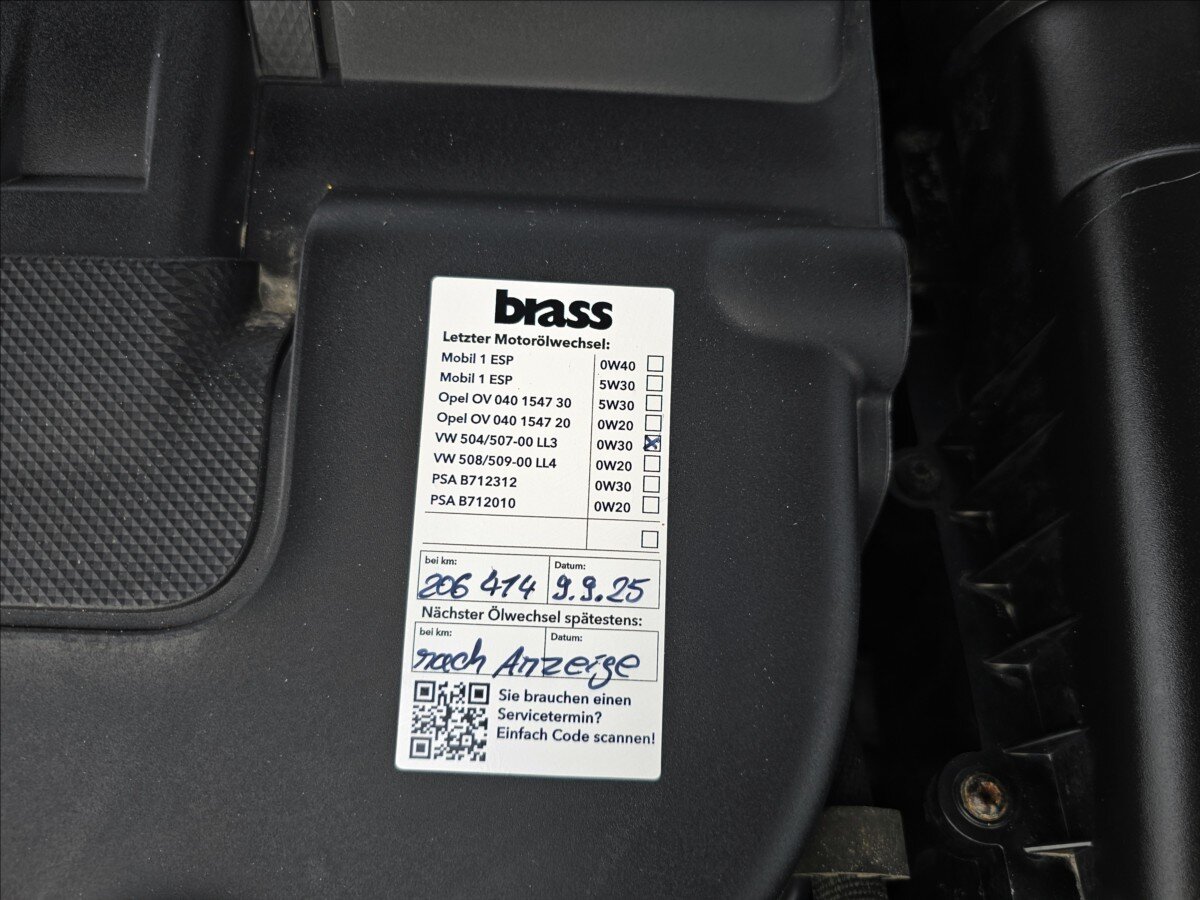 brass
Letzter Motorölwechsel:
Mobil 1 ESP 0W40
Mobil 1 ESP 5W30
Opel OV 040 1547 30 5W30
Opel OV 040 1547 20 0W20
VW 504/507-00 LL3 0W30
VW 508/509-00 LL4 0W20
PSA B712312 0W30
PSA B712010 0W20
bei km: Datum:
206 414 9.9.25
Nächster Ölwechsel spätestens:
bei km: Datum:
nach Anzeige
Sie brauchen einen
Servicetermin?
Einfach Code scannen!